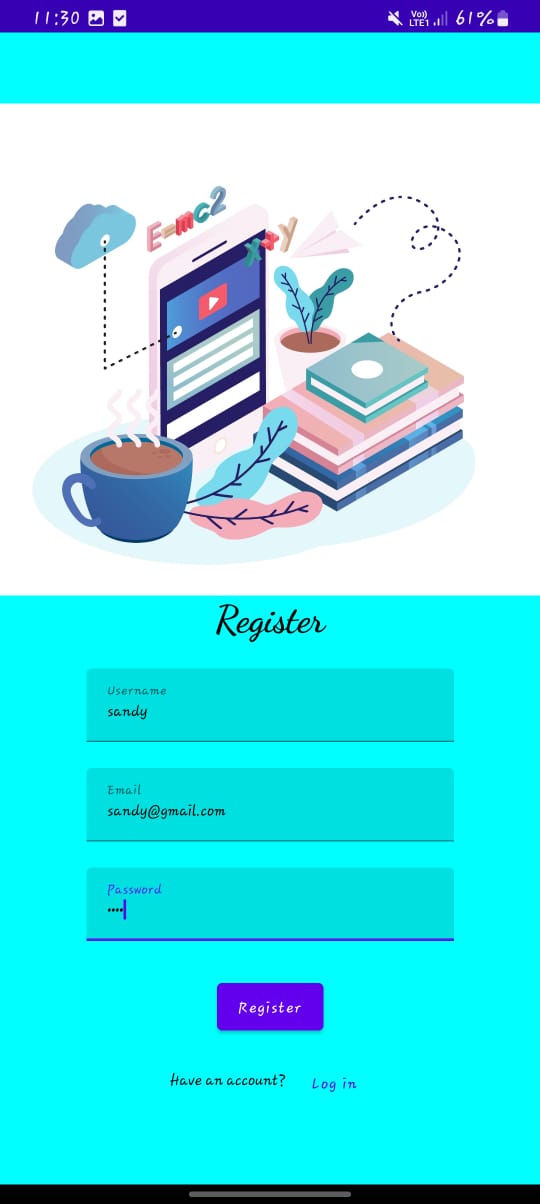 11:30 Vo)) LTE1 61%
E=mc2
x+y
Register
Username
sandy
Email
sandy@gmail.com
Password
••••
Register
Have an account? Log in